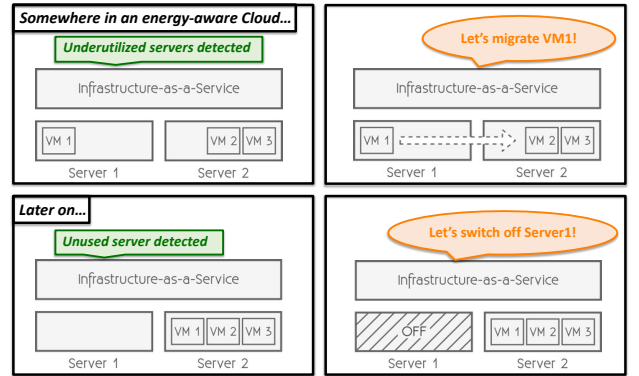 Somewhere in an energy-aware Cloud...
Underutilized servers detected
Infrastructure-as-a-Service
VM 1
VM 2
VM 3
Server 1
Server 2
Let's migrate VM1!
Infrastructure-as-a-Service
VM 1
VM 2
VM 3
Server 1
Server 2
Later on...
Unused server detected
Infrastructure-as-a-Service
VM 1
VM 2
VM 3
Server 1
Server 2
Let's switch off Server1!
Infrastructure-as-a-Service
OFF
VM 1
VM 2
VM 3
Server 1
Server 2